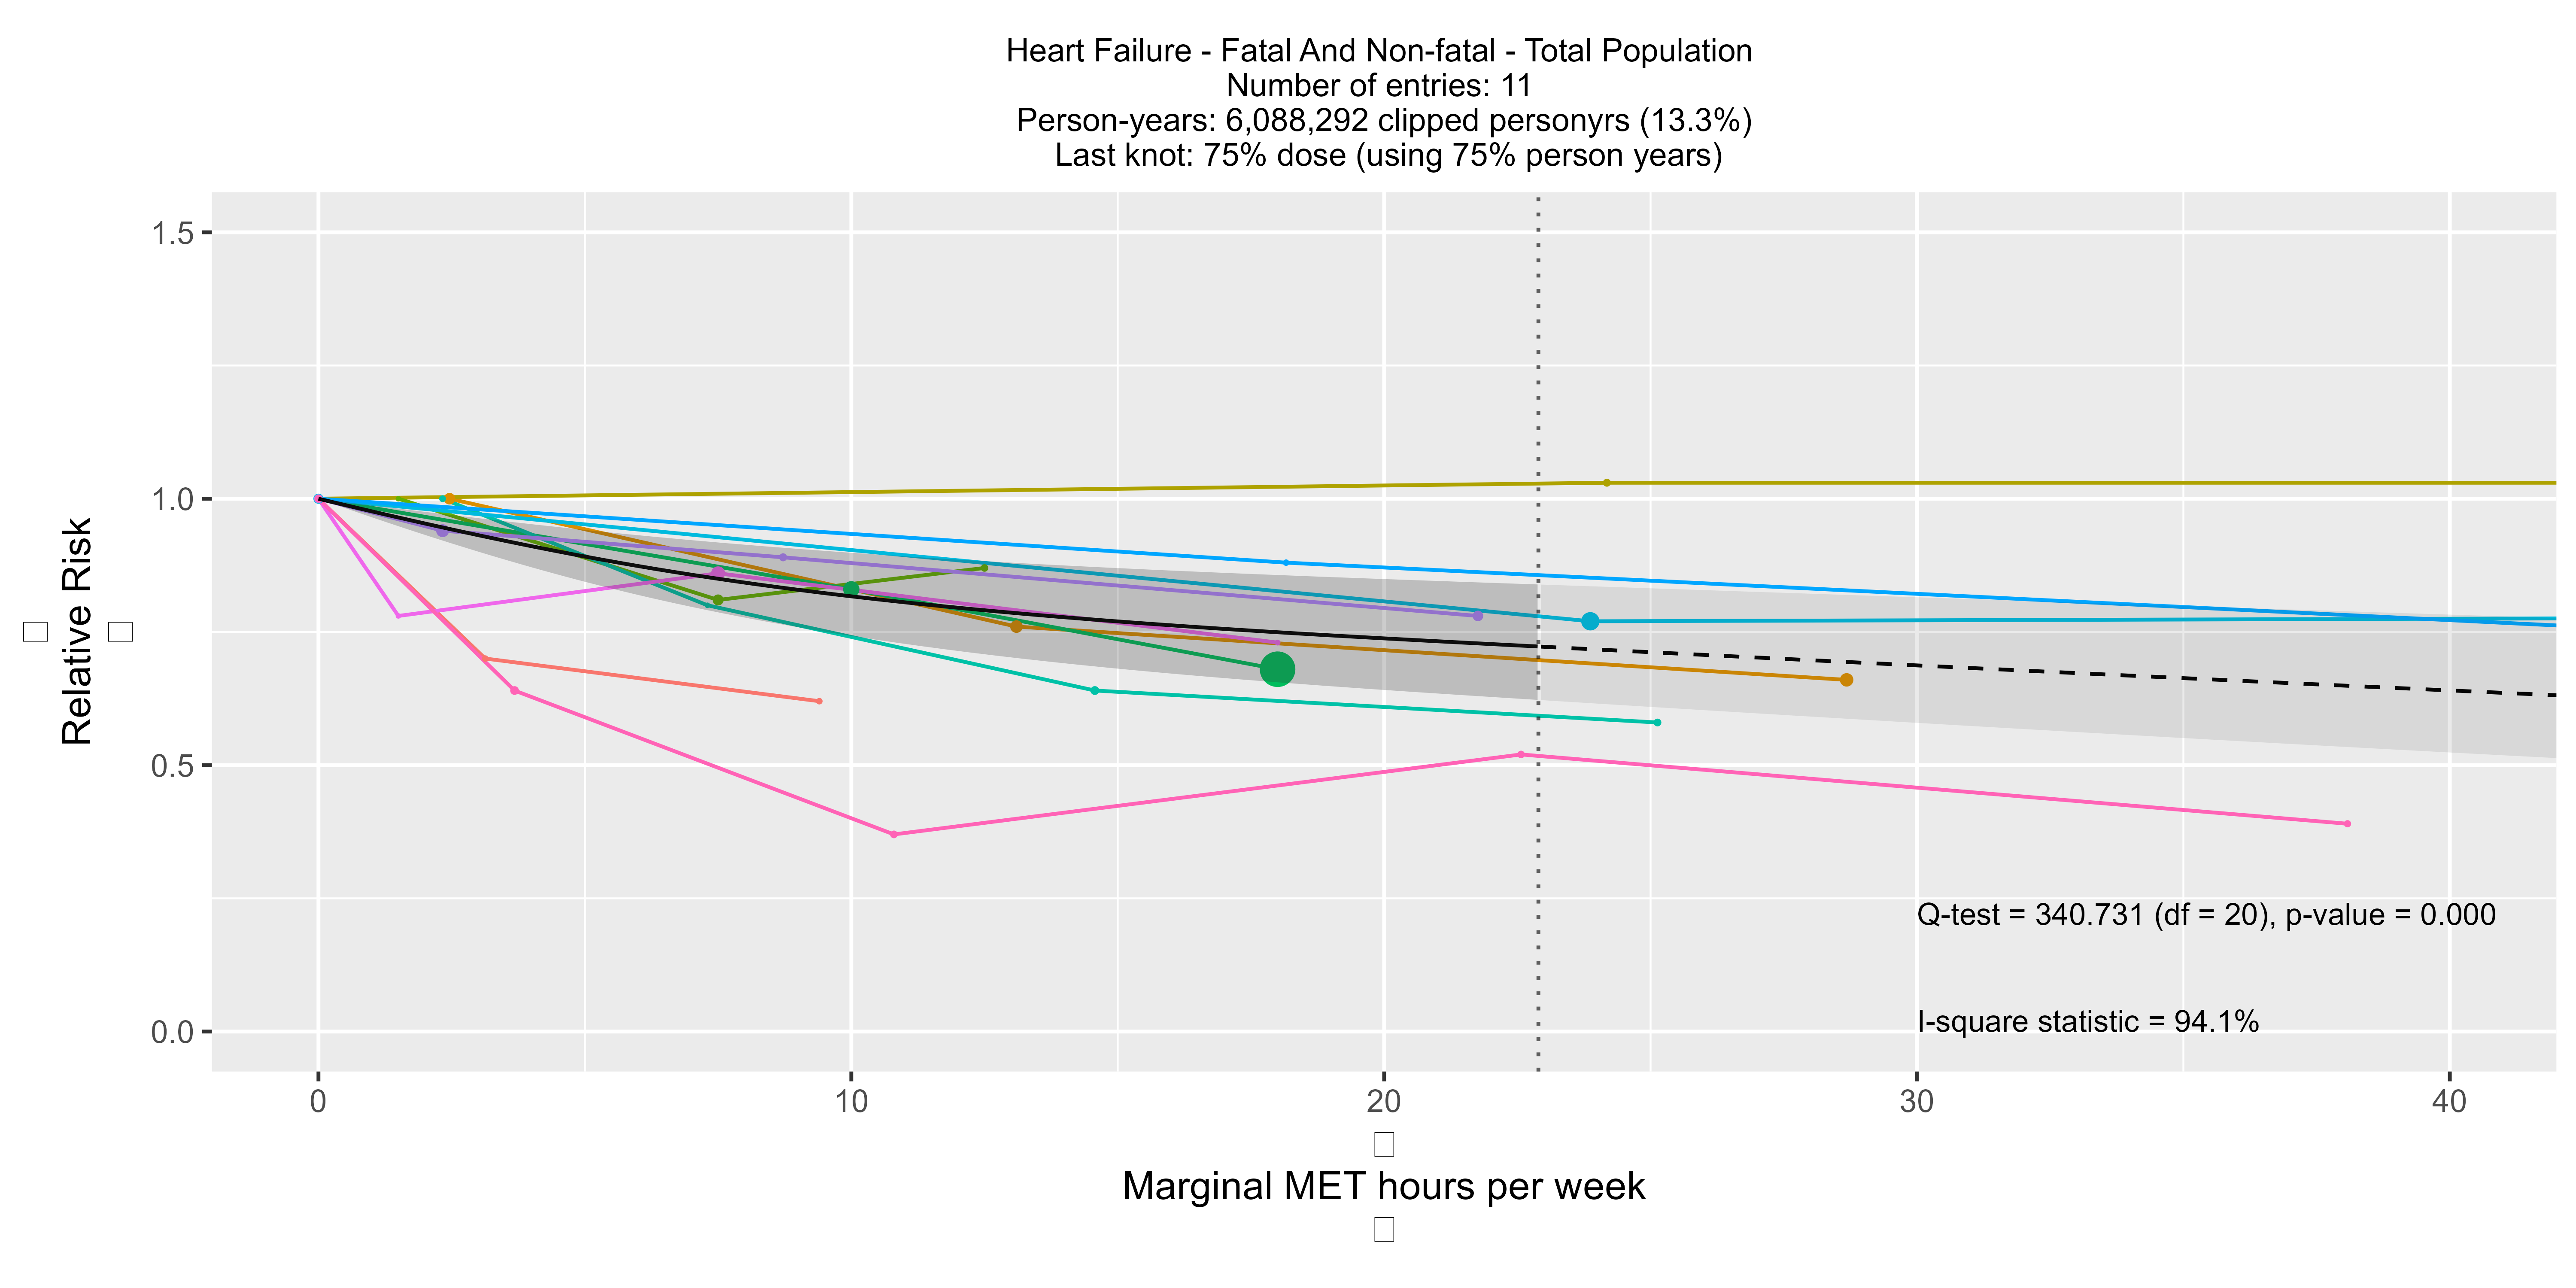 Heart Failure - Fatal And Non-fatal - Total Population
Number of entries: 11
Person-years: 6,088,292 clipped personyrs (13.3%)
Last knot: 75% dose (using 75% person years)
Relative Risk
1.5
1.0
0.5
0.0
Q-test = 340.731 (df = 20), p-value = 0.000
I-square statistic = 94.1%
0
10
20
30
40
Marginal MET hours per week